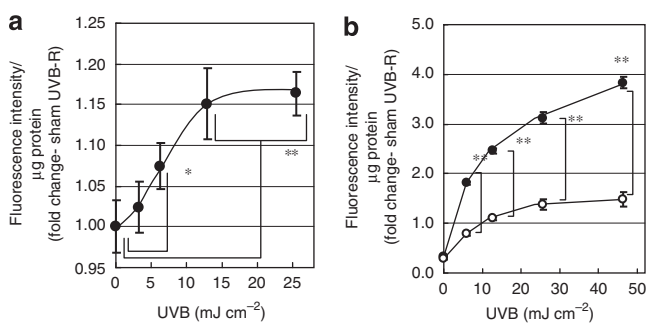 a
Fluorescence intensity/
μg protein
(fold change- sham UVB-R)
1.25
1.20
1.15
1.10
1.05
1.00
0.95
*
**
0 5 10 15 20 25
UVB (mJ cm⁻²)
b
Fluorescence intensity/
μg protein
(fold change- sham UVB-R)
5.0
4.0
3.0
2.0
1.0
0.0
**
**
**
**
0 10 20 30 40 50
UVB (mJ cm⁻²)